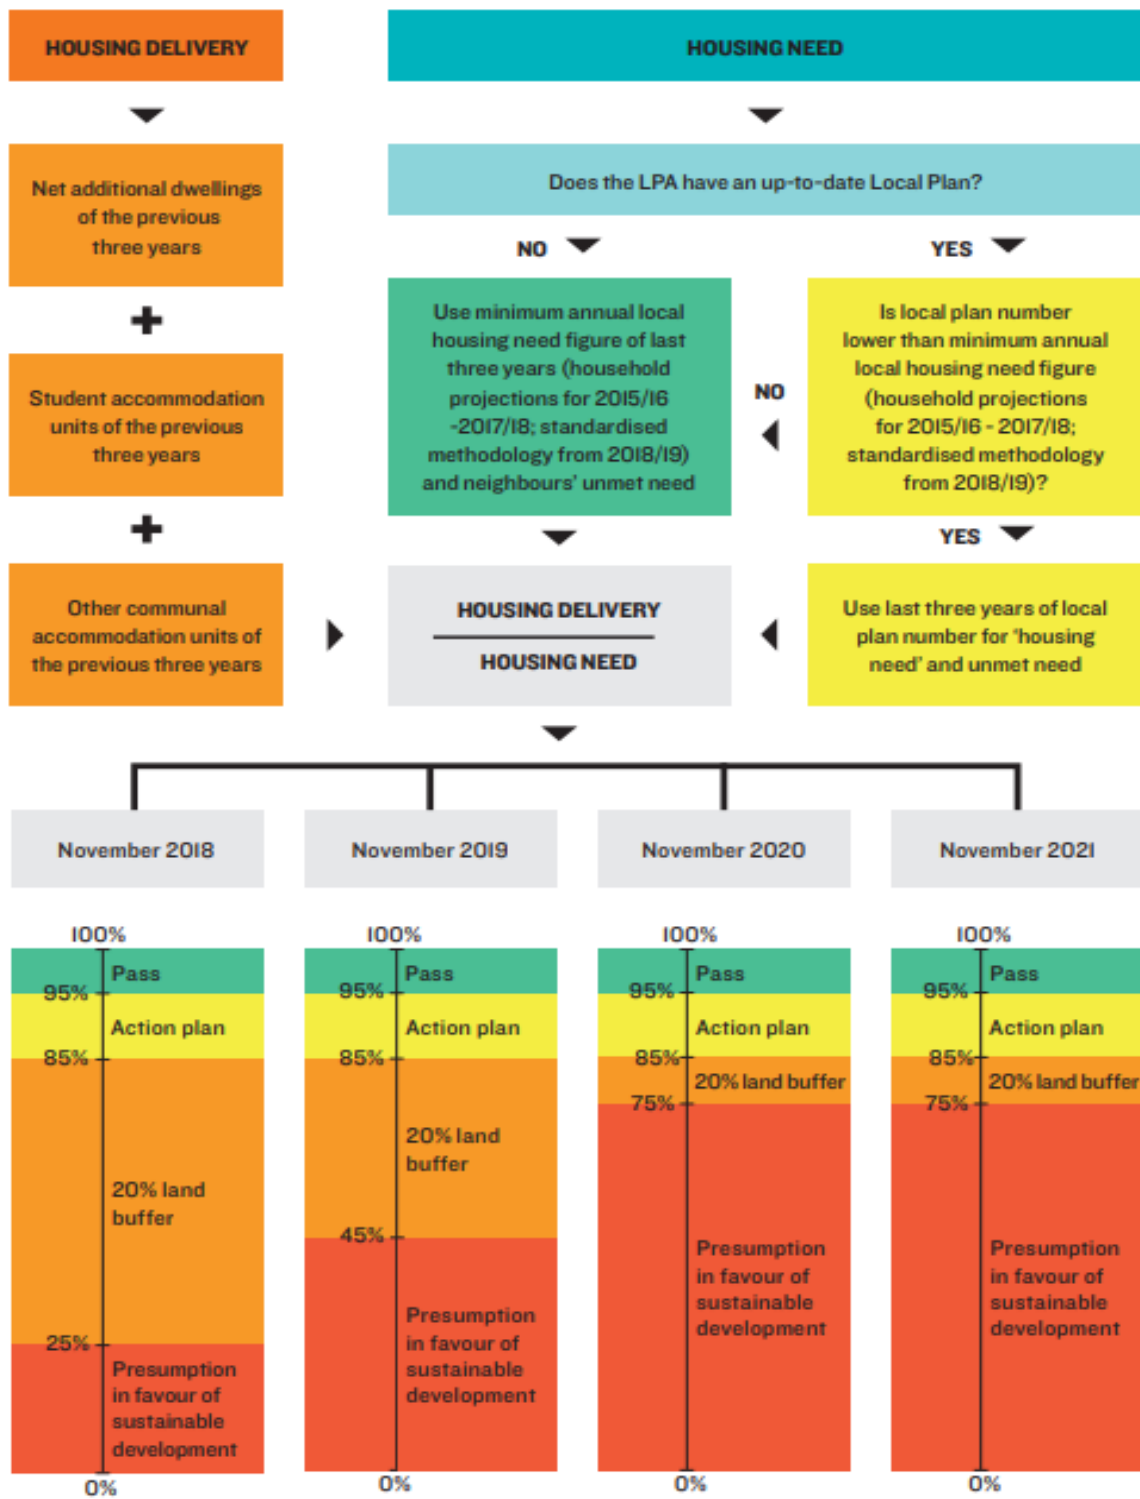 HOUSING DELIVERY
HOUSING NEED
Net additional dwellings
of the previous
three years
Does the LPA have an up-to-date Local Plan?
NO
YES
Student accommodation
units of the previous
three years
Use minimum annual local
housing need figure of last
three years (household
projections for 2015/16
-2017/18; standardised
methodology from 2018/19)
and neighbours' unmet need
NO
Is local plan number
lower than minimum annual
local housing need figure
(household projections
for 2015/16 - 2017/18;
standardised methodology
from 2018/19)?
YES
Other communal
accommodation units of
the previous three years
HOUSING DELIVERY
HOUSING NEED
Use last three years of local
plan number for 'housing
need' and unmet need
November 2018
November 2019
November 2020
November 2021
100%
Pass
95%
Action plan
85%
20% land
buffer
25%
Presumption
in favour of
sustainable
development
0%
100%
Pass
95%
Action plan
85%
20% land
buffer
45%
Presumption
in favour of
sustainable
development
0%
100%
Pass
95%
Action plan
85%
20% land buffer
75%
Presumption
in favour of
sustainable
development
0%
100%
Pass
95%
Action plan
85%
20% land buffer
75%
Presumption
in favour of
sustainable
development
0%